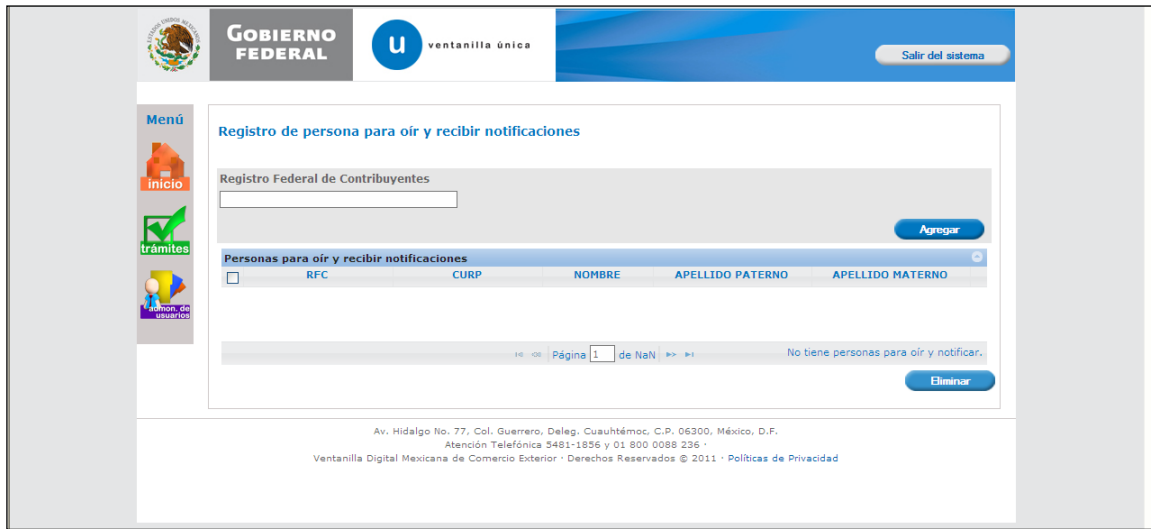 GOBIERNO
FEDERAL
u
ventanilla única
Salir del sistema
Menú
inicio
trámites
admon. de
usuarios
Registro de persona para oír y recibir notificaciones
Registro Federal de Contribuyentes
Agregar
Personas para oír y recibir notificaciones
RFC CURP NOMBRE APELLIDO PATERNO APELLIDO MATERNO
Página 1 de NaN
No tiene personas para oír y notificar.
Eliminar
Av. Hidalgo No. 77, Col. Guerrero, Deleg. Cuauhtémoc, C.P. 06300, México, D.F.
Atención Telefónica 5481-1856 y 01 800 0088 236 ·
Ventanilla Digital Mexicana de Comercio Exterior · Derechos Reservados © 2011 · Políticas de Privacidad